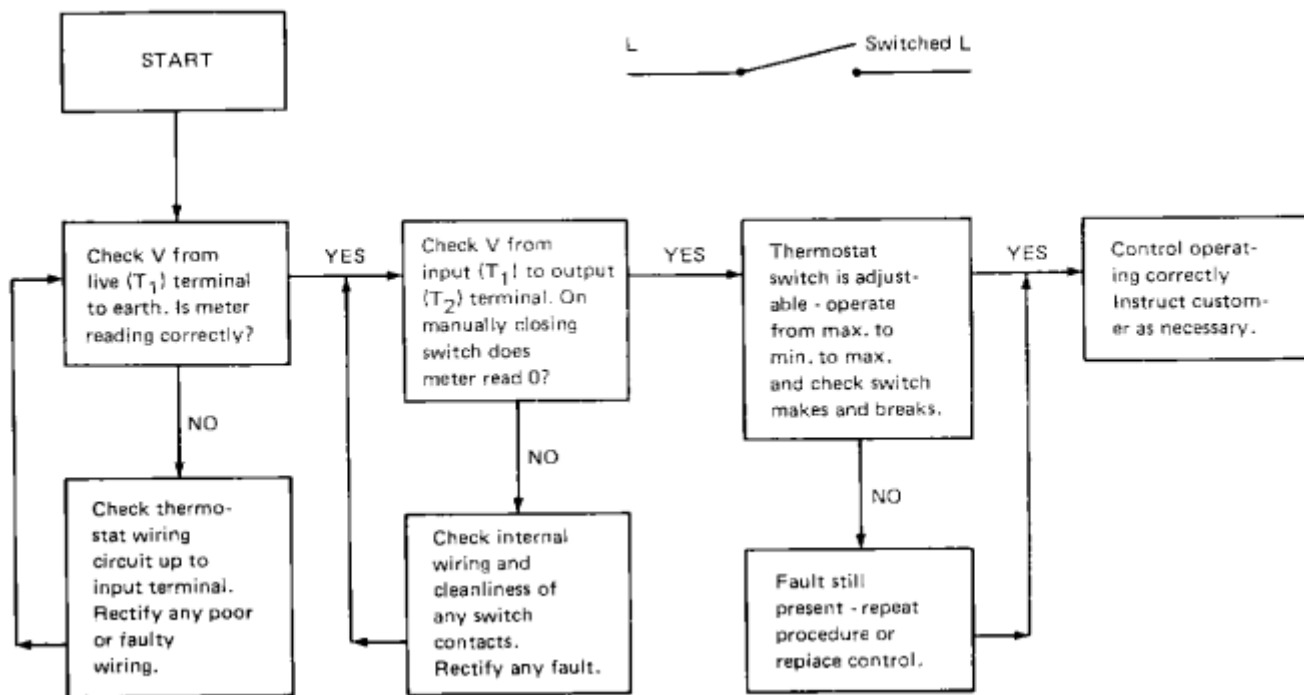 START
L
Switched L
Check V from
live (T₁) terminal
to earth. Is meter
reading correctly?
YES
Check V from
input (T₁) to output
(T₂) terminal. On
manually closing
switch does
meter read 0?
YES
Thermostat
switch is adjust-
able - operate
from max. to
min. to max.
and check switch
makes and breaks.
YES
Control operat-
ing correctly
Instruct custom-
er as necessary.
NO
NO
NO
Check thermo-
stat wiring
circuit up to
input terminal.
Rectify any poor
or faulty
wiring.
Check internal
wiring and
cleanliness of
any switch
contacts.
Rectify any fault.
Fault still
present - repeat
procedure or
replace control.